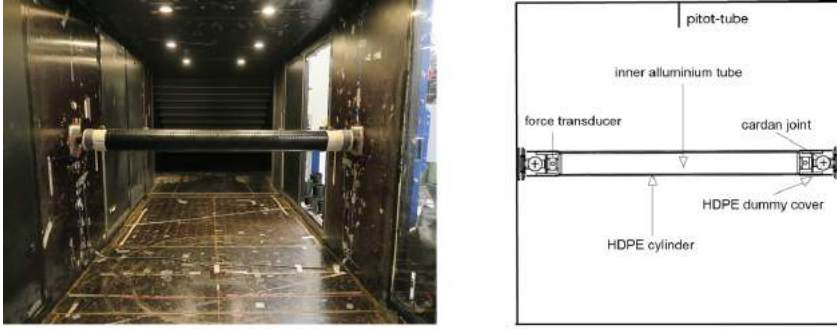 pitot-tube
inner alluminium tube
force transducer
cardan joint
HDPE dummy cover
HDPE cylinder